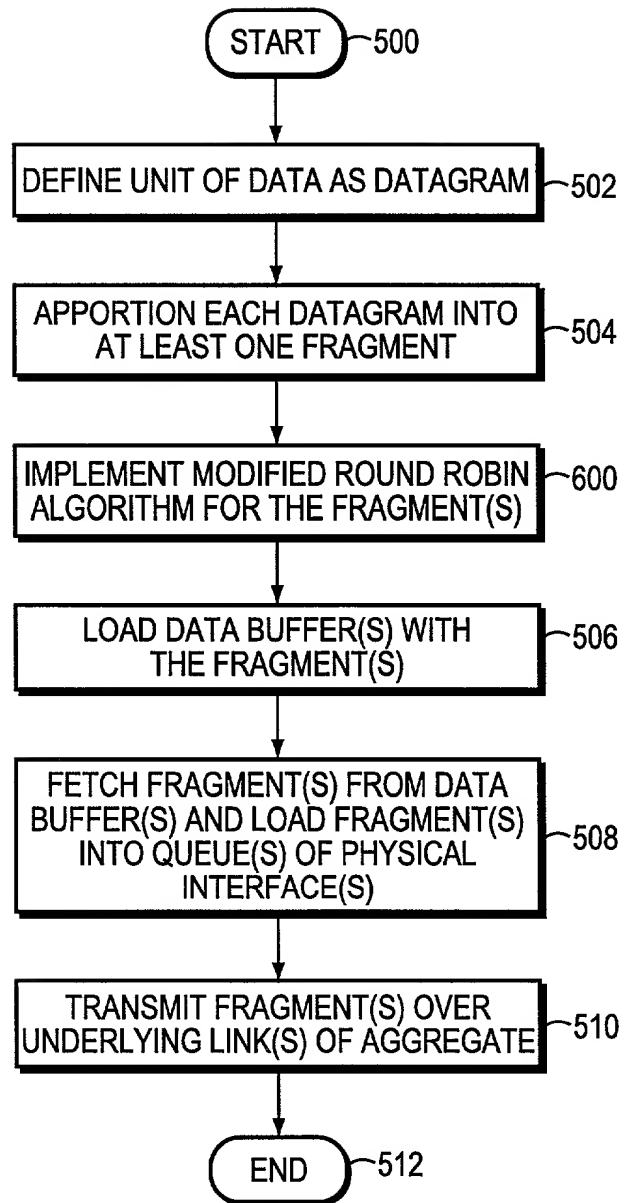 START 500
DEFINE UNIT OF DATA AS DATAGRAM 502
APPORTION EACH DATAGRAM INTO
AT LEAST ONE FRAGMENT 504
IMPLEMENT MODIFIED ROUND ROBIN 600
ALGORITHM FOR THE FRAGMENT(S)
LOAD DATA BUFFER(S) WITH 506
THE FRAGMENT(S)
FETCH FRAGMENT(S) FROM DATA
BUFFER(S) AND LOAD FRAGMENT(S) 508
INTO QUEUE(S) OF PHYSICAL
INTERFACE(S)
TRANSMIT FRAGMENT(S) OVER 510
UNDERLYING LINK(S) OF AGGREGATE
END 512